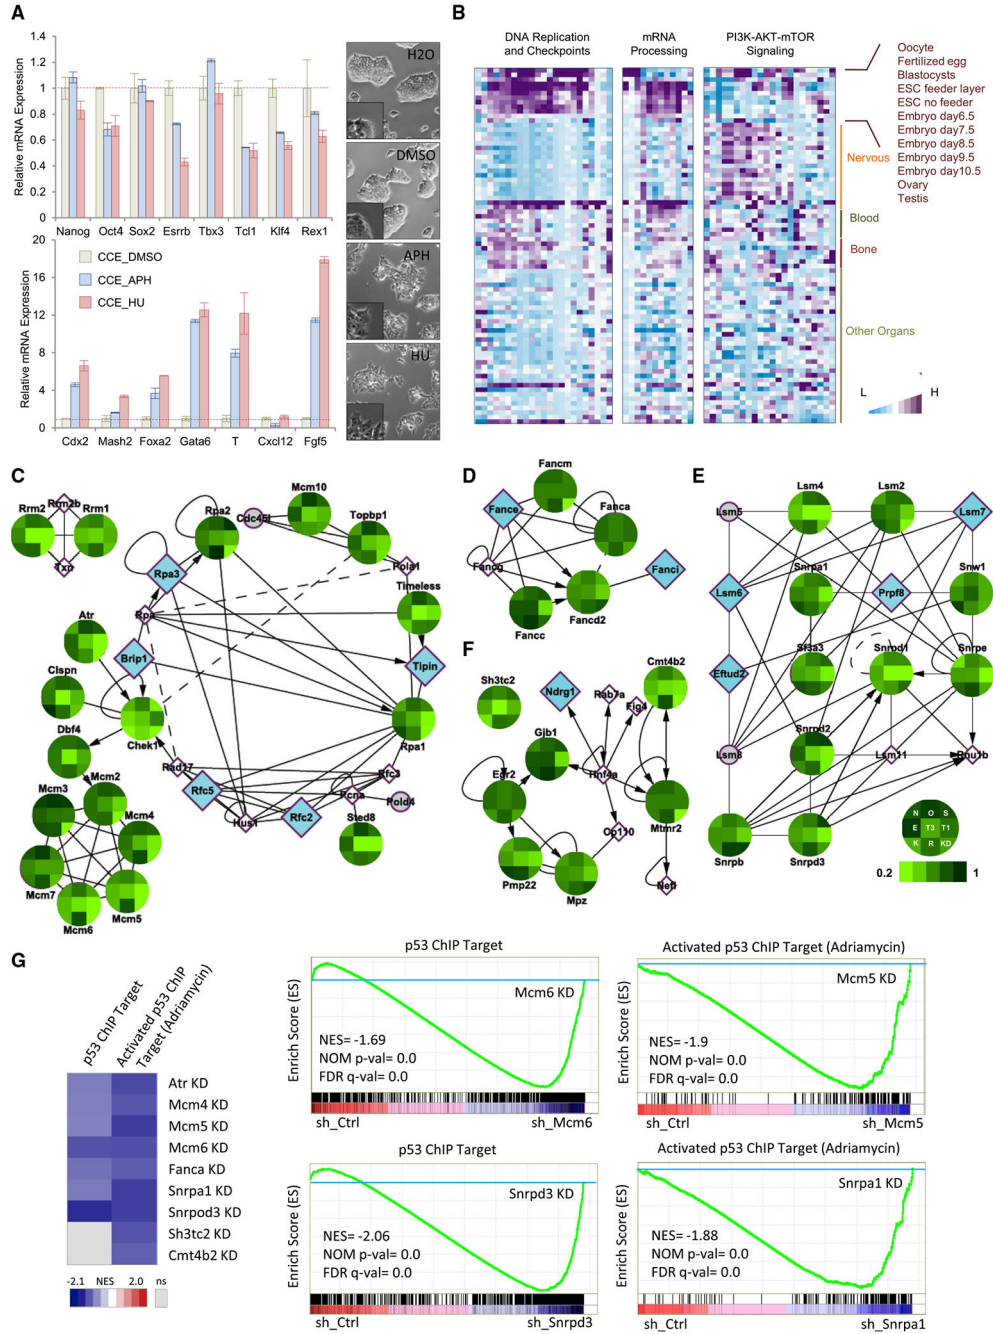 A
Relative mRNA Expression
1.4
1.2
1
0.8
0.6
0.4
0.2
0
Nanog Oct4 Sox2 Esrrb Tbx3 Tcl1 Klf4 Rex1
Relative mRNA Expression
20
16
12
8
4
0
CCE_DMSO
CCE_APH
CCE_HU
Cdx2 Mash2 Foxa2 Gata6 T Cxcl12 Fgf5
H2O
DMSO
APH
HU
B
DNA Replication
and Checkpoints
mRNA
Processing
PI3K-AKT-mTOR
Signaling
Oocyte
Fertilized egg
Blastocysts
ESC feeder layer
ESC no feeder
Embryo day6.5
Embryo day7.5
Embryo day8.5
Embryo day9.5
Embryo day10.5
Ovary
Testis
Nervous
Blood
Bone
Other Organs
L H
C
Rrm2 Rrm2b Rrm1
Txn
Rpa2
Cdc45l
Mcm10
Topbp1
Pola1
Timeless
Rpa3
Rpa
Atr
Brip1
Tipin
Clspn
Chek1
Rpa1
Dbf4
Rad17
Rfc3
Rfc5
Pcna
Pold4
Hus1
Rfc2
Sted8
Mcm2
Mcm3
Mcm4
Mcm7
Mcm5
Mcm6
D
Fancm
Fance
Fanca
Fancg
Fanci
Fancc
Fancd2
E
Lsm4 Lsm2
Lsm5 Lsm7
Snrpa1 Snw1
Lsm6 Prpf8
Sf3a3 Snrpd1 Snrpe
Eftud2
Snrpd2
Lsm8 Lsm11 Rnu1b
Snrpb Snrpd3
N O S
E T3 T1
K R KD
0.2 1
F
Sh3tc2
Ndrg1
Rab7a
Fig4
Cmt4b2
Gjb1
Egr2
Hnf4a
Cp110
Mtmr2
Pmp22
Mpz
Nefl
G
p53 ChIP Target
Activated p53 ChIP
Target (Adriamycin)
Atr KD
Mcm4 KD
Mcm5 KD
Mcm6 KD
Fanca KD
Snrpa1 KD
Snrpod3 KD
Sh3tc2 KD
Cmt4b2 KD
-2.1 NES 2.0 ns
p53 ChIP Target
Enrich Score (ES)
Mcm6 KD
NES= -1.69
NOM p-val= 0.0
FDR q-val= 0.0
sh_Ctrl sh_Mcm6
Activated p53 ChIP Target (Adriamycin)
Enrich Score (ES)
Mcm5 KD
NES= -1.9
NOM p-val= 0.0
FDR q-val= 0.0
sh_Ctrl sh_Mcm5
p53 ChIP Target
Enrich Score (ES)
Snrpd3 KD
NES= -2.06
NOM p-val= 0.0
FDR q-val= 0.0
sh_Ctrl sh_Snrpd3
Activated p53 ChIP Target (Adriamycin)
Enrich Score (ES)
Snrpa1 KD
NES= -1.88
NOM p-val= 0.0
FDR q-val= 0.0
sh_Ctrl sh_Snrpa1